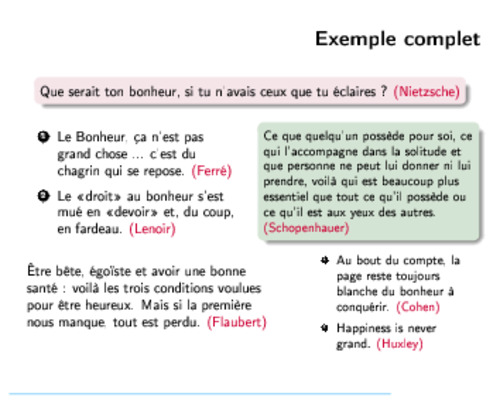 Exemple complet
Que serait ton bonheur, si tu n'avais ceux que tu éclaires ? (Nietzsche)
1 Le Bonheur, ça n'est pas
grand chose ... c'est du
chagrin qui se repose. (Ferré)
2 Le «droit» au bonheur s'est
mué en «devoir» et, du coup,
en fardeau. (Lenoir)
Être bête, égoïste et avoir une bonne
santé : voilà les trois conditions voulues
pour être heureux. Mais si la première
nous manque, tout est perdu. (Flaubert)
Ce que quelqu'un possède pour soi, ce
qui l'accompagne dans la solitude et
que personne ne peut lui donner ni lui
prendre, voilà qui est beaucoup plus
essentiel que tout ce qu'il possède ou
ce qu'il est aux yeux des autres.
(Schopenhauer)
Au bout du compte, la
page reste toujours
blanche du bonheur à
conquérir. (Cohen)
Happiness is never
grand. (Huxley)